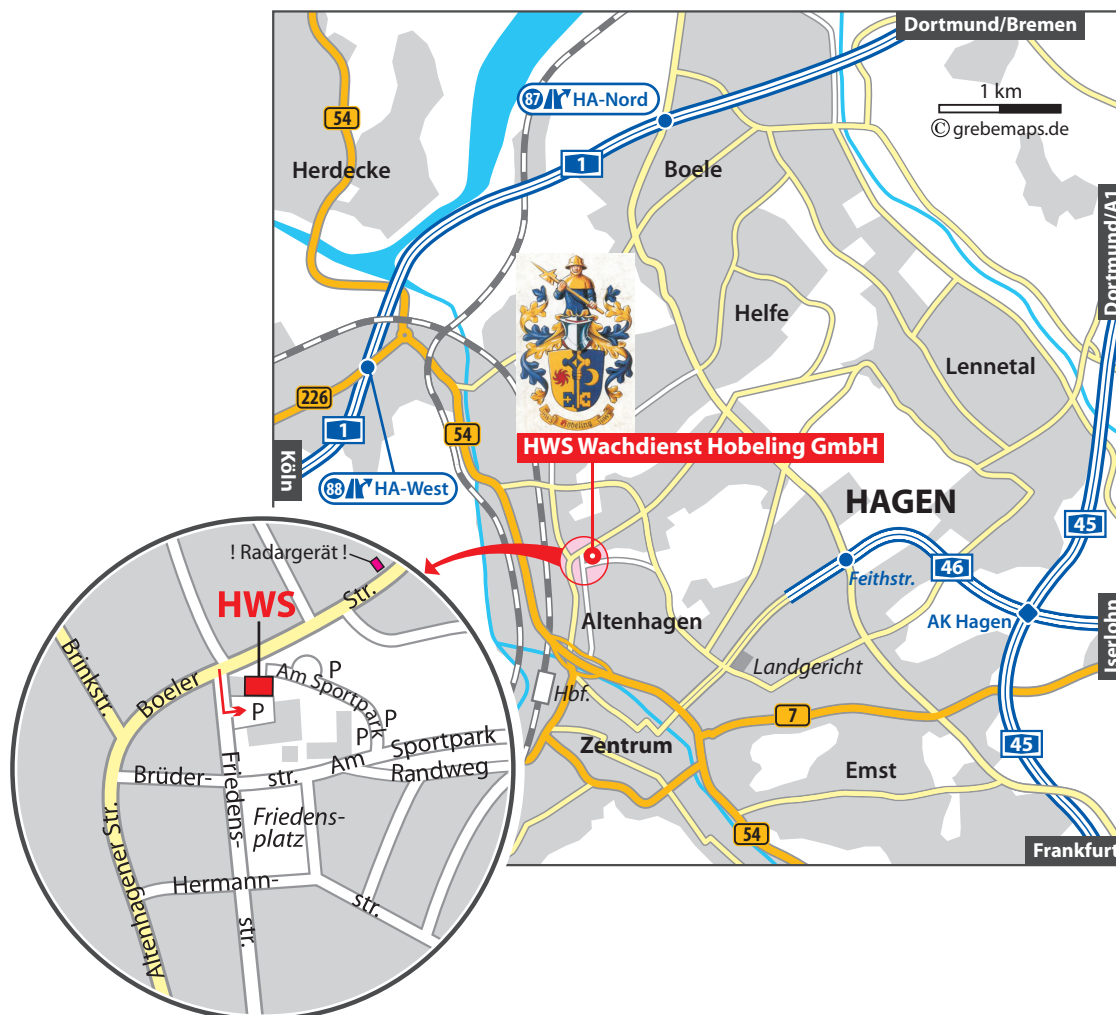 Dortmund/Bremen
87 HA-Nord
1 km
© grebemaps.de
54
1
Herdecke
Boele
Dortmund/A1
Helfe
Lennetal
226
54
Hobeling
1
Köln
HWS Wachdienst Hobeling GmbH
88 HA-West
HAGEN
45
46
Feithstr.
! Radargerät !
Str.
HWS
Altenhagen
AK Hagen
Iserlohn
Brinkstr.
Boeler
Am Sportpark
P
P
P
P
Landgericht
Hbf.
7
Zentrum
45
Emst
Am Sportpark
Randweg
Brüder-
str.
Friedens-
str.
Friedens-
platz
54
Frankfurt
Altenhagener Str.
Hermann-
str.